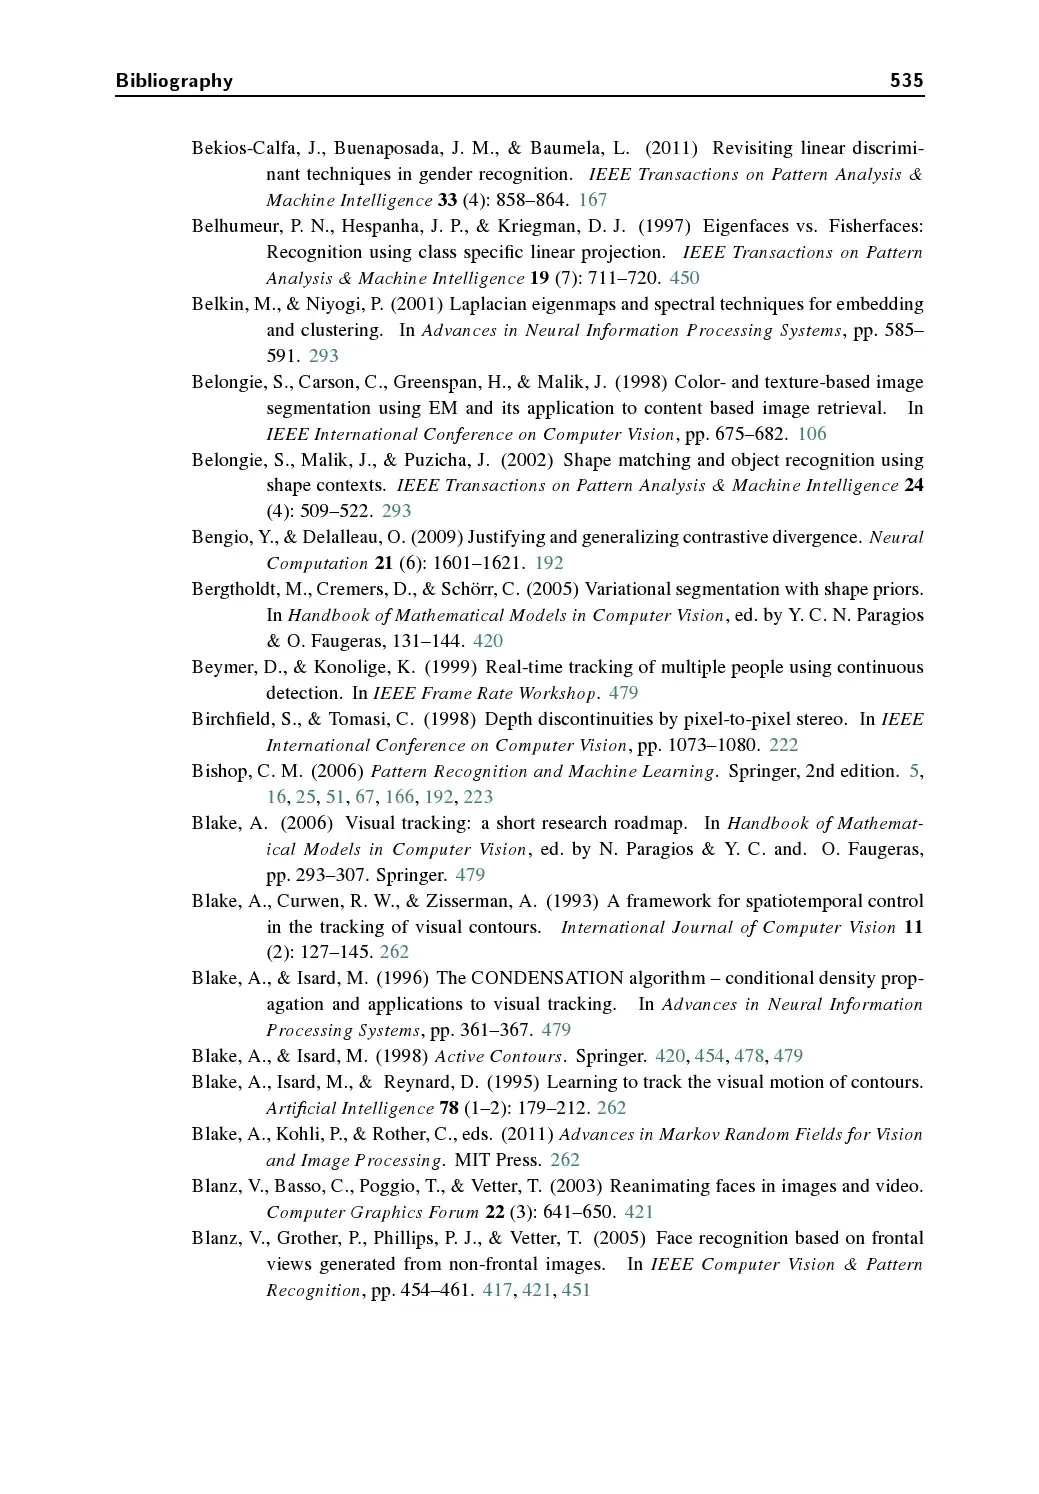 Bibliography 535
Bekios-Calfa, J., Buenaposada, J. M., & Baumela, L. (2011) Revisiting linear discrimi-
nant techniques in gender recognition. IEEE Transactions on Pattern Analysis &
Machine Intelligence 33 (4): 858–864. 167
Belhumeur, P. N., Hespanha, J. P., & Kriegman, D. J. (1997) Eigenfaces vs. Fisherfaces:
Recognition using class specific linear projection. IEEE Transactions on Pattern
Analysis & Machine Intelligence 19 (7): 711–720. 450
Belkin, M., & Niyogi, P. (2001) Laplacian eigenmaps and spectral techniques for embedding
and clustering. In Advances in Neural Information Processing Systems, pp. 585–
591. 293
Belongie, S., Carson, C., Greenspan, H., & Malik, J. (1998) Color- and texture-based image
segmentation using EM and its application to content based image retrieval. In
IEEE International Conference on Computer Vision, pp. 675–682. 106
Belongie, S., Malik, J., & Puzicha, J. (2002) Shape matching and object recognition using
shape contexts. IEEE Transactions on Pattern Analysis & Machine Intelligence 24
(4): 509–522. 293
Bengio, Y., & Delalleau, O. (2009) Justifying and generalizing contrastive divergence. Neural
Computation 21 (6): 1601–1621. 192
Bergtholdt, M., Cremers, D., & Schörr, C. (2005) Variational segmentation with shape priors.
In Handbook of Mathematical Models in Computer Vision, ed. by Y. C. N. Paragios
& O. Faugeras, 131–144. 420
Beymer, D., & Konolige, K. (1999) Real-time tracking of multiple people using continuous
detection. In IEEE Frame Rate Workshop. 479
Birchfield, S., & Tomasi, C. (1998) Depth discontinuities by pixel-to-pixel stereo. In IEEE
International Conference on Computer Vision, pp. 1073–1080. 222
Bishop, C. M. (2006) Pattern Recognition and Machine Learning. Springer, 2nd edition. 5,
16, 25, 51, 67, 166, 192, 223
Blake, A. (2006) Visual tracking: a short research roadmap. In Handbook of Mathemat-
ical Models in Computer Vision, ed. by N. Paragios & Y. C. and. O. Faugeras,
pp. 293–307. Springer. 479
Blake, A., Curwen, R. W., & Zisserman, A. (1993) A framework for spatiotemporal control
in the tracking of visual contours. International Journal of Computer Vision 11
(2): 127–145. 262
Blake, A., & Isard, M. (1996) The CONDENSATION algorithm – conditional density prop-
agation and applications to visual tracking. In Advances in Neural Information
Processing Systems, pp. 361–367. 479
Blake, A., & Isard, M. (1998) Active Contours. Springer. 420, 454, 478, 479
Blake, A., Isard, M., & Reynard, D. (1995) Learning to track the visual motion of contours.
Artificial Intelligence 78 (1–2): 179–212. 262
Blake, A., Kohli, P., & Rother, C., eds. (2011) Advances in Markov Random Fields for Vision
and Image Processing. MIT Press. 262
Blanz, V., Basso, C., Poggio, T., & Vetter, T. (2003) Reanimating faces in images and video.
Computer Graphics Forum 22 (3): 641–650. 421
Blanz, V., Grother, P., Phillips, P. J., & Vetter, T. (2005) Face recognition based on frontal
views generated from non-frontal images. In IEEE Computer Vision & Pattern
Recognition, pp. 454–461. 417, 421, 451